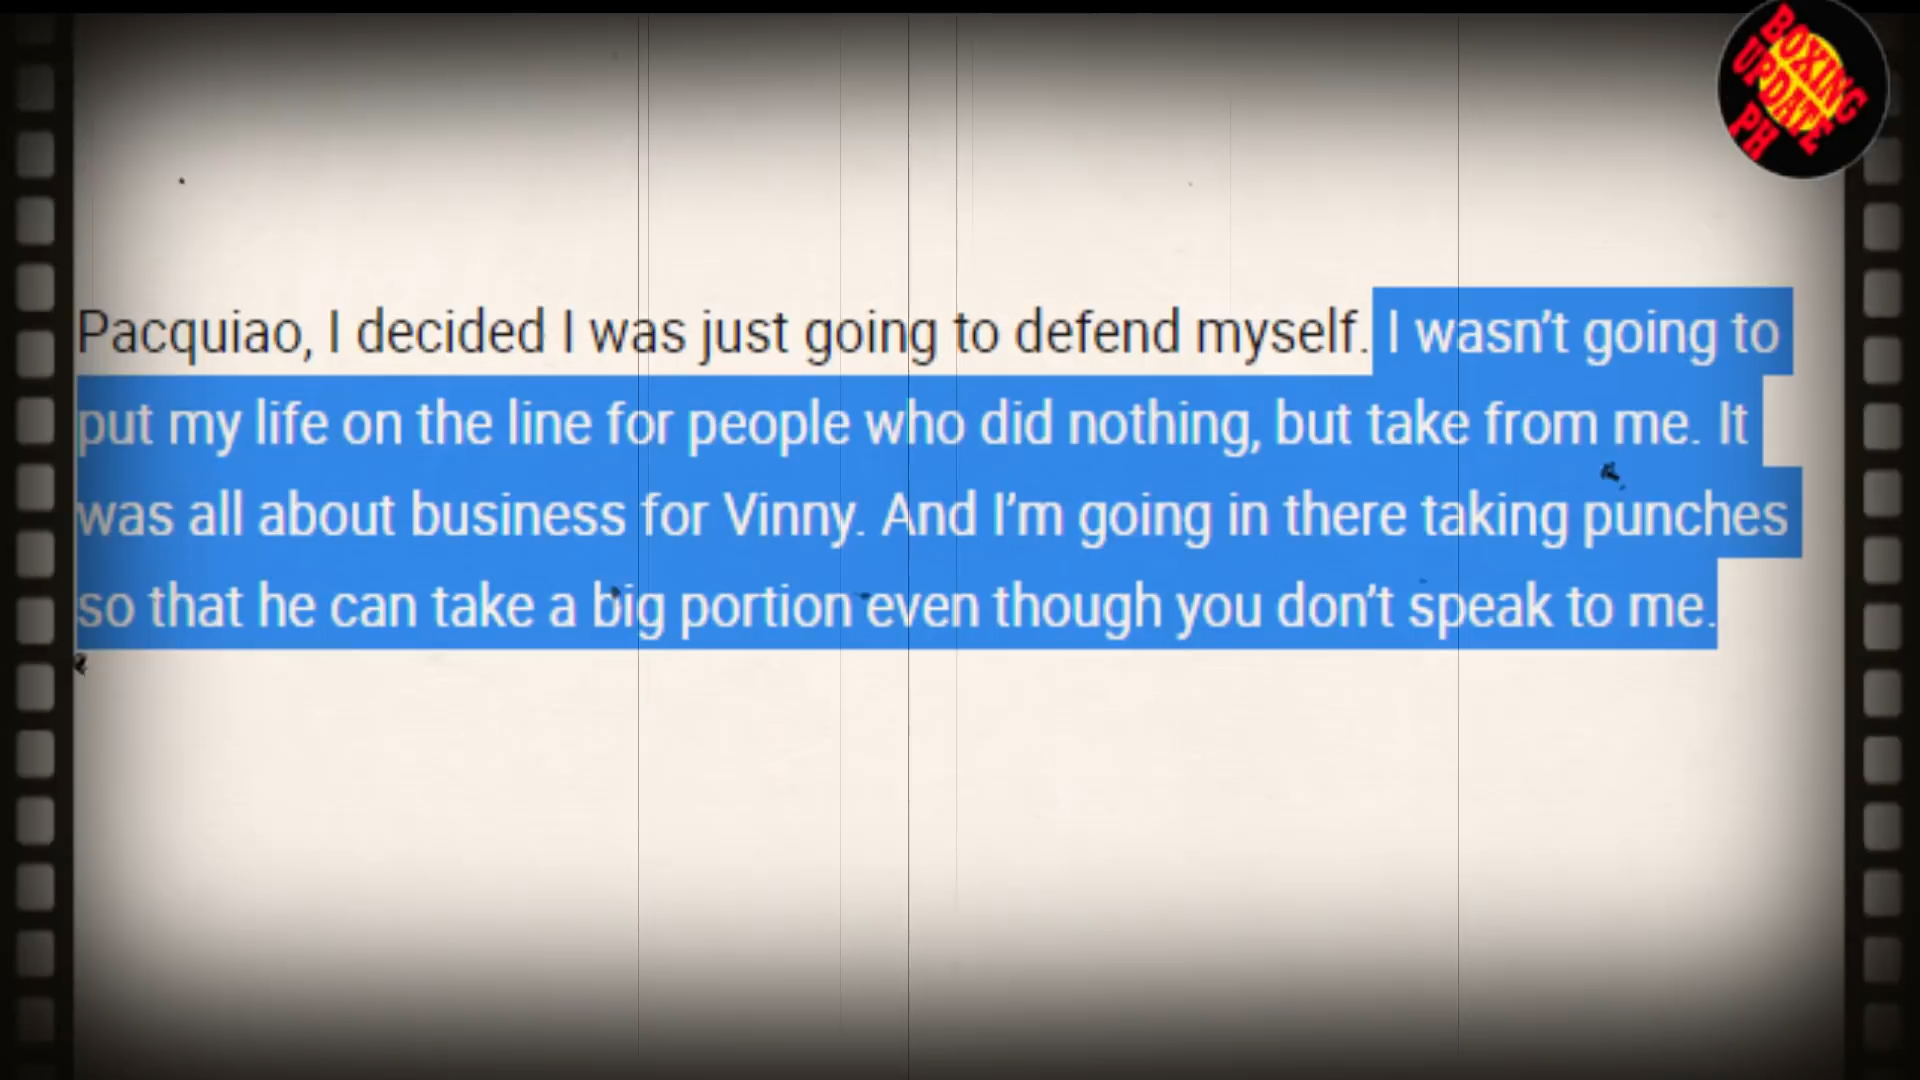 BOXING
UPDATE
PH
Pacquiao, I decided I was just going to defend myself. I wasn’t going to
put my life on the line for people who did nothing, but take from me. It
was all about business for Vinny. And I’m going in there taking punches
so that he can take a big portion even though you don’t speak to me.